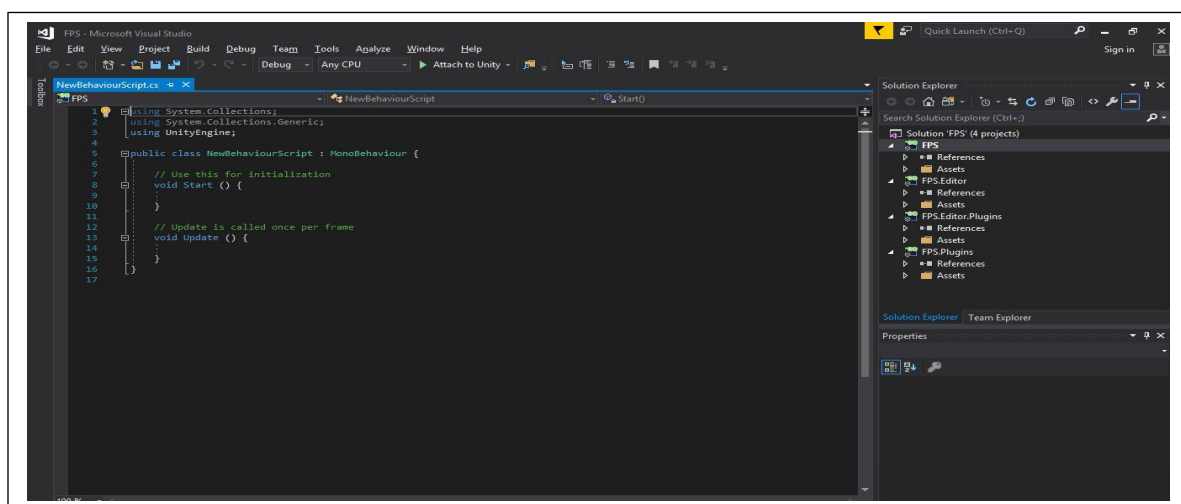 FPS - Microsoft Visual Studio
Quick Launch (Ctrl+Q)
File Edit View Project Build Debug Team Tools Analyze Window Help
Sign in
Debug Any CPU Attach to Unity
Toolbox
NewBehaviourScript.cs
FPS NewBehaviourScript Start()
1 using System.Collections;
2 using System.Collections.Generic;
3 using UnityEngine;
4
5 public class NewBehaviourScript : MonoBehaviour {
6
7 // Use this for initialization
8 void Start () {
9
10 }
11
12 // Update is called once per frame
13 void Update () {
14
15 }
16 }
17
Solution Explorer
Search Solution Explorer (Ctrl+;)
Solution 'FPS' (4 projects)
FPS
References
Assets
FPS.Editor
References
Assets
FPS.Editor.Plugins
References
Assets
FPS.Plugins
References
Assets
Solution Explorer Team Explorer
Properties